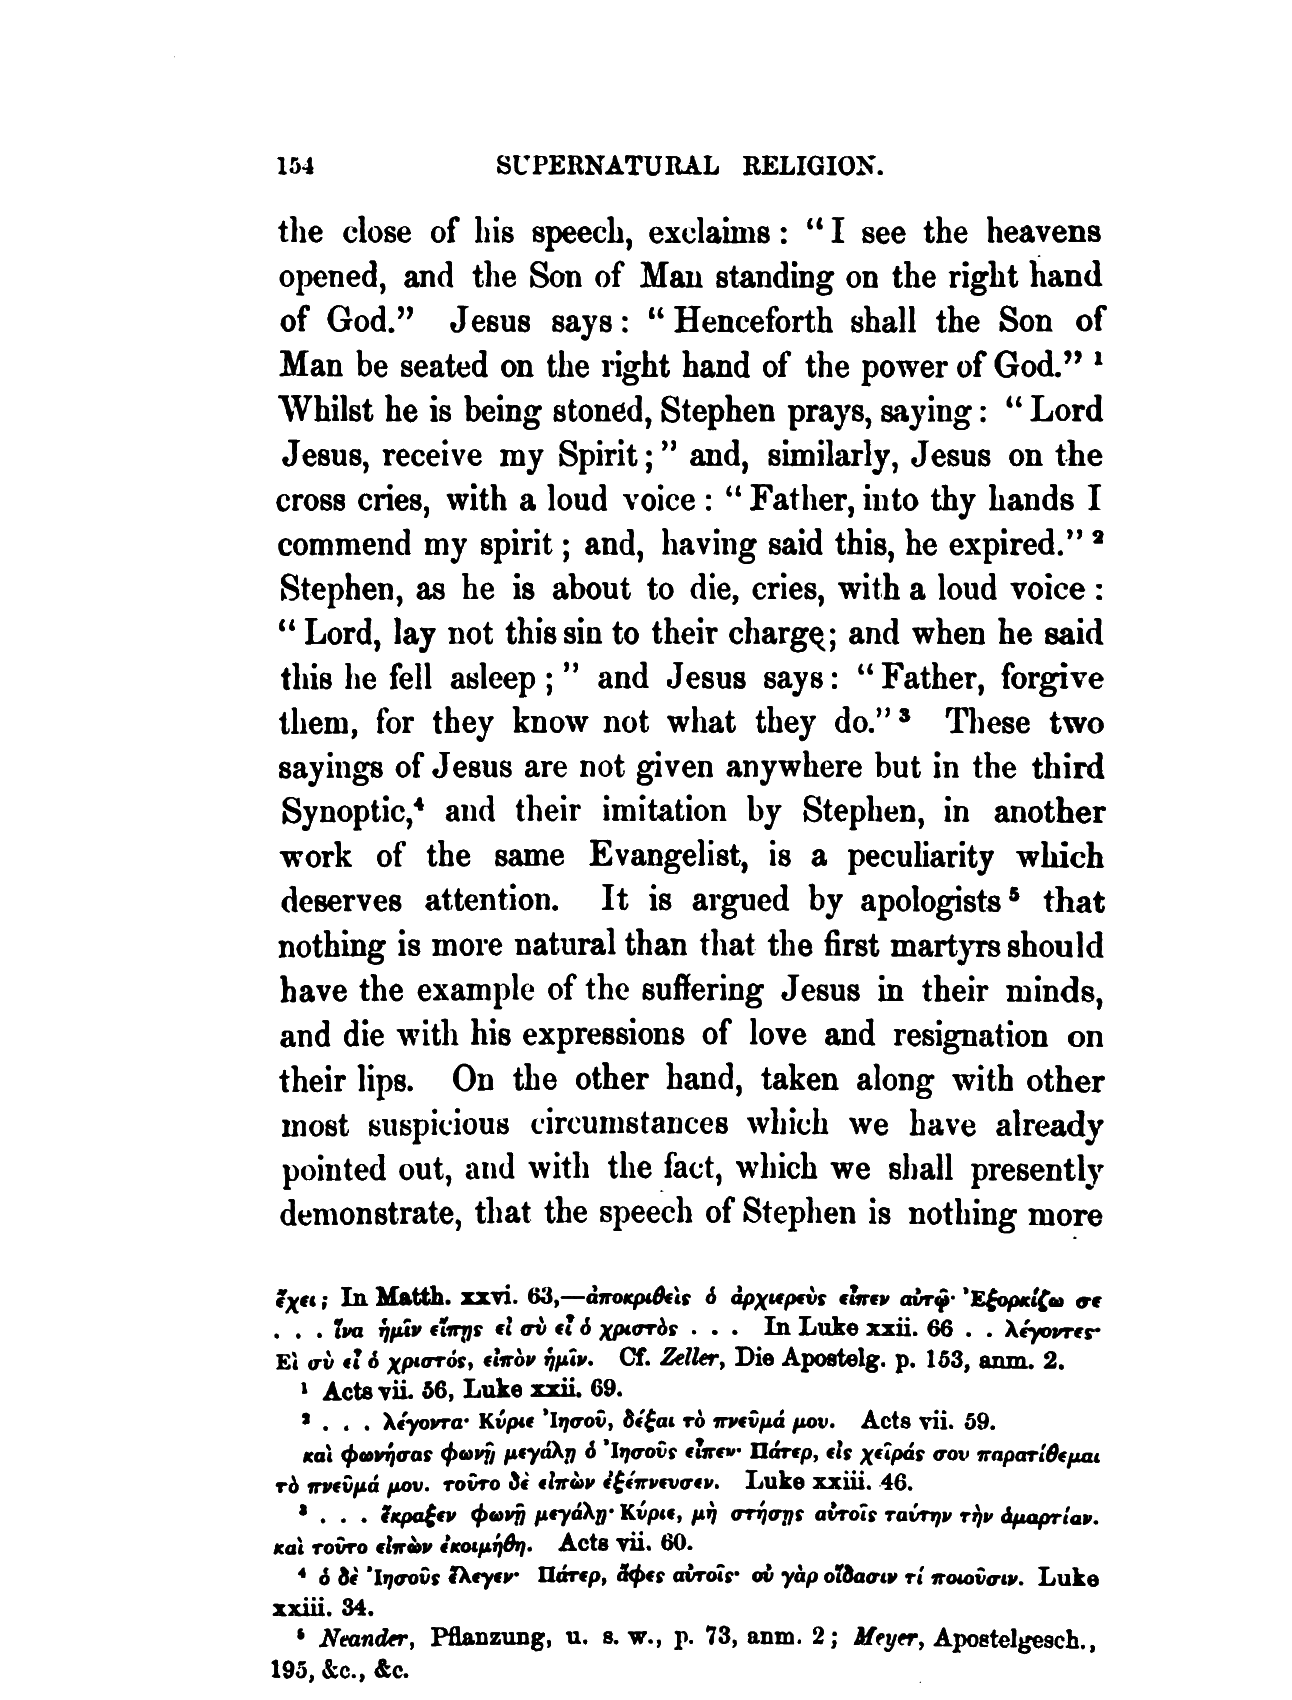 154 SUPERNATURAL RELIGION.
the close of his speech, exclaims : “ I see the heavens
opened, and the Son of Man standing on the right hand
of God.” Jesus says : “ Henceforth shall the Son of
Man be seated on the right hand of the power of God.” ¹
Whilst he is being stoned, Stephen prays, saying : “ Lord
Jesus, receive my Spirit ; ” and, similarly, Jesus on the
cross cries, with a loud voice : “ Father, into thy hands I
commend my spirit ; and, having said this, he expired.” ²
Stephen, as he is about to die, cries, with a loud voice :
“ Lord, lay not this sin to their charge; and when he said
this he fell asleep ; ” and Jesus says : “ Father, forgive
them, for they know not what they do.” ³ These two
sayings of Jesus are not given anywhere but in the third
Synoptic,⁴ and their imitation by Stephen, in another
work of the same Evangelist, is a peculiarity which
deserves attention. It is argued by apologists ⁵ that
nothing is more natural than that the first martyrs should
have the example of the suffering Jesus in their minds,
and die with his expressions of love and resignation on
their lips. On the other hand, taken along with other
most suspicious circumstances which we have already
pointed out, and with the fact, which we shall presently
demonstrate, that the speech of Stephen is nothing more
ἔχει ; In Matth. xxvi. 63,—ἀποκριθεὶς ὁ ἀρχιερεὺς εἶπεν αὐτῷ· Ἐξορκίζω σε
. . . ἵνα ἡμῖν εἴπῃς εἰ σὺ εἶ ὁ χριστὸς . . . In Luke xxii. 66 . . λέγοντες·
Εἰ σὺ εἶ ὁ χριστός, εἰπὸν ἡμῖν. Cf. Zeller, Die Apostelg. p. 153, anm. 2.
¹ Acts vii. 56, Luke xxii. 69.
² . . . λέγοντα· Κύριε Ἰησοῦ, δέξαι τὸ πνεῦμά μου. Acts vii. 59.
καὶ φωνήσας φωνῇ μεγάλῃ ὁ Ἰησοῦς εἶπεν· Πάτερ, εἰς χεῖράς σου παρατίθεμαι
τὸ πνεῦμά μου. τοῦτο δὲ εἰπὼν ἐξέπνευσεν. Luke xxiii. 46.
³ . . . ἔκραξεν φωνῇ μεγάλῃ· Κύριε, μὴ στήσῃς αὐτοῖς ταύτην τὴν ἁμαρτίαν.
καὶ τοῦτο εἰπὼν ἐκοιμήθη. Acts vii. 60.
⁴ ὁ δὲ Ἰησοῦς ἔλεγεν· Πάτερ, ἄφες αὐτοῖς· οὐ γὰρ οἴδασιν τί ποιοῦσιν. Luke
xxiii. 34.
⁵ Neander, Pflanzung, u. s. w., p. 73, anm. 2 ; Meyer, Apostelgesch.,
195, &c., &c.